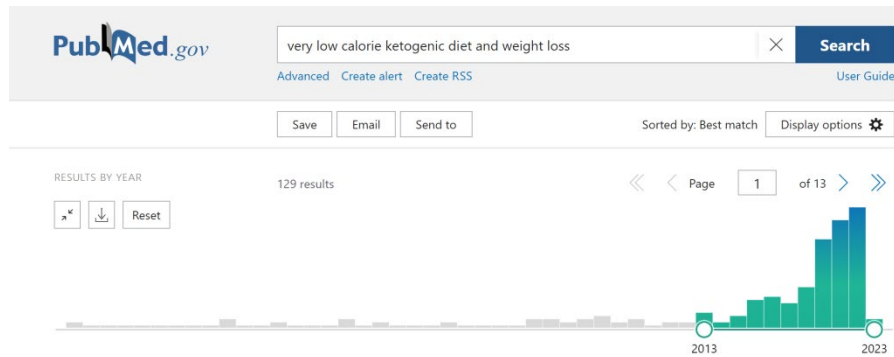 PubMed.gov
very low calorie ketogenic diet and weight loss
Search
Advanced Create alert Create RSS
User Guide
Save Email Send to
Sorted by: Best match Display options
RESULTS BY YEAR
129 results
Page 1 of 13
Reset
2013 2023